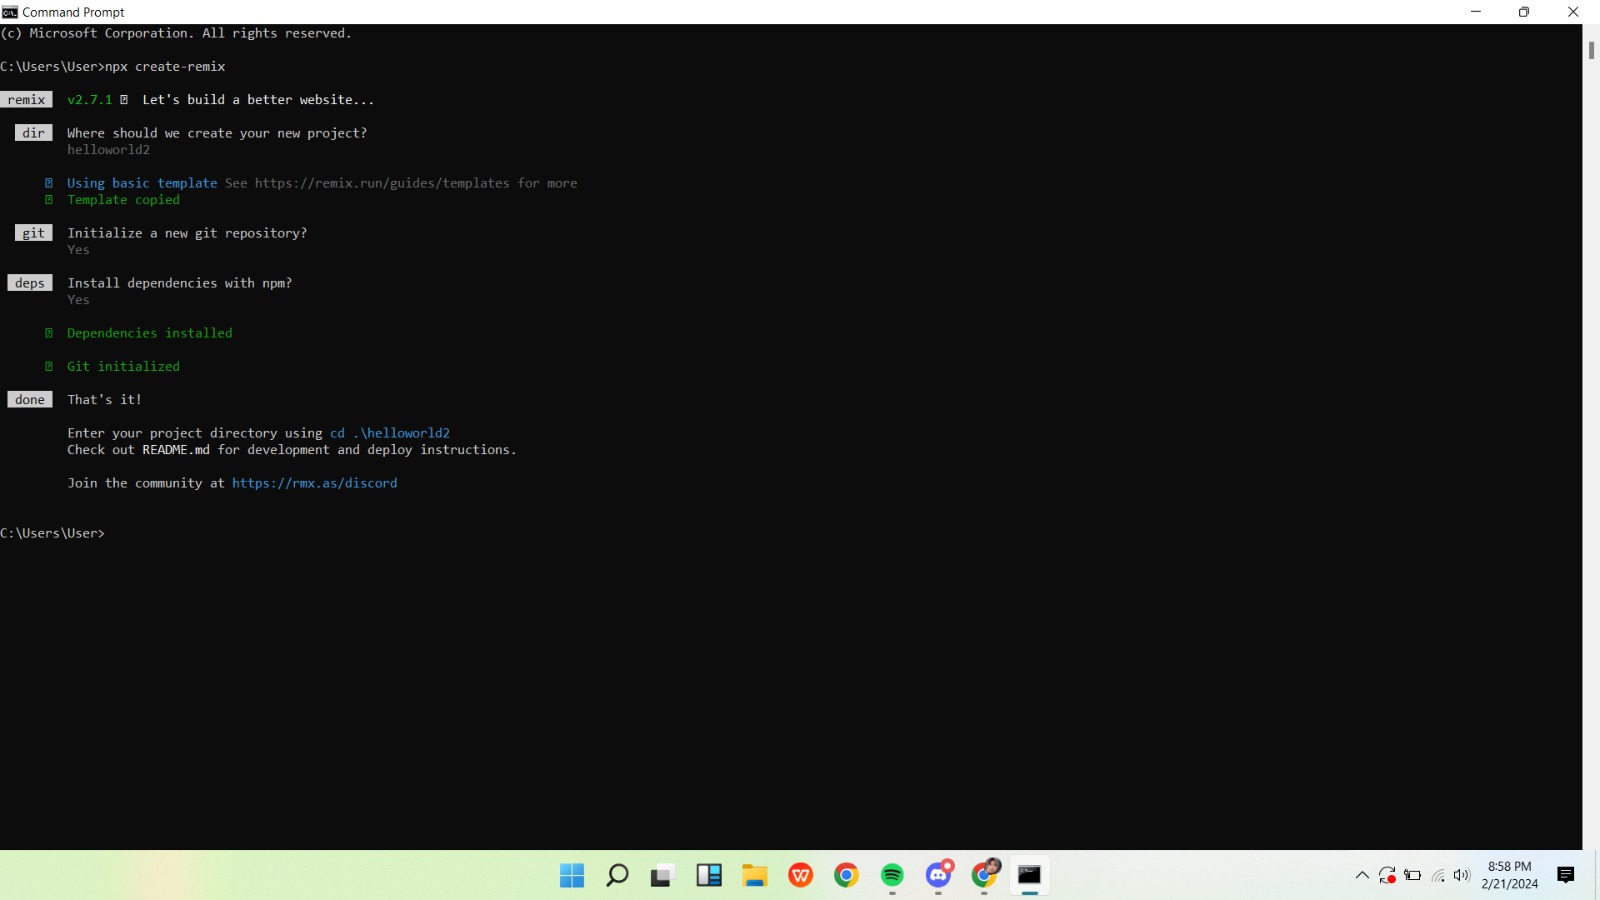 Command Prompt
(c) Microsoft Corporation. All rights reserved.
C:\Users\User>npx create-remix
remix v2.7.1 Let's build a better website...
dir Where should we create your new project?
helloworld2
Using basic template See https://remix.run/guides/templates for more
Template copied
git Initialize a new git repository?
Yes
deps Install dependencies with npm?
Yes
Dependencies installed
Git initialized
done That's it!
Enter your project directory using cd .\helloworld2
Check out README.md for development and deploy instructions.
Join the community at https://rmx.as/discord
C:\Users\User>
8:58 PM
2/21/2024